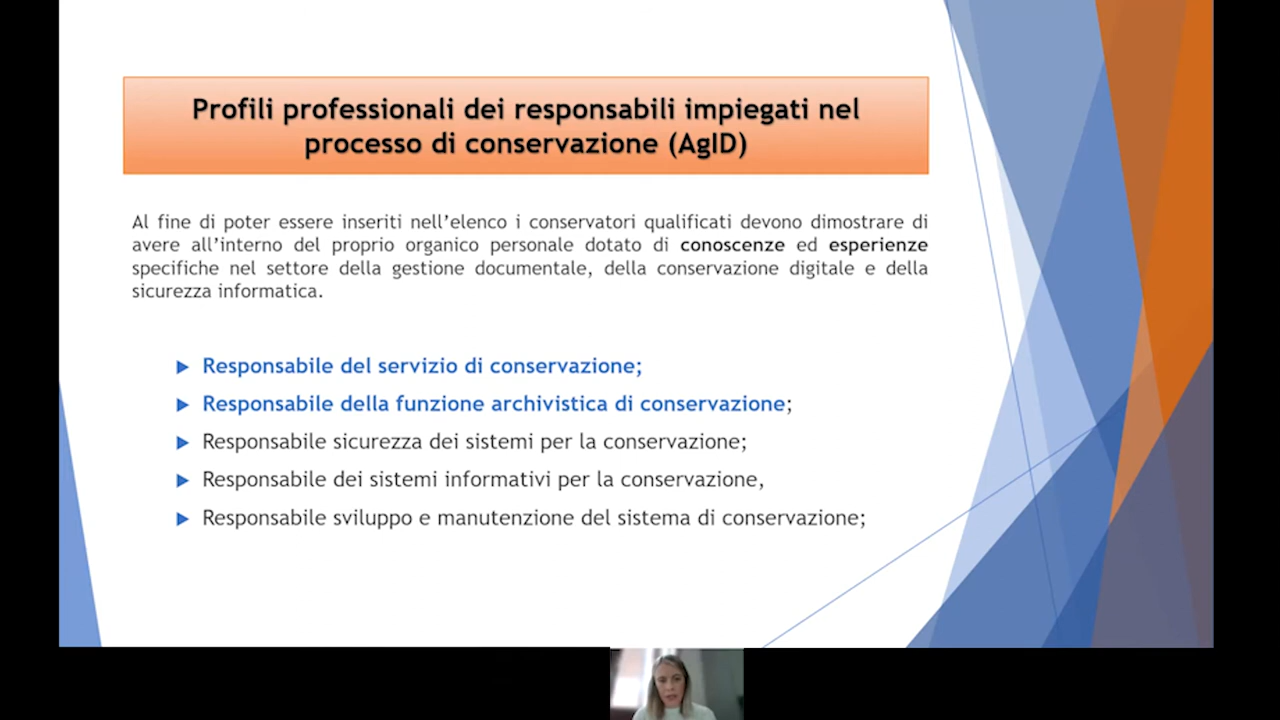 Profili professionali dei responsabili impiegati nel
processo di conservazione (AgID)
Al fine di poter essere inseriti nell’elenco i conservatori qualificati devono dimostrare di
avere all’interno del proprio organico personale dotato di conoscenze ed esperienze
specifiche nel settore della gestione documentale, della conservazione digitale e della
sicurezza informatica.
Responsabile del servizio di conservazione;
Responsabile della funzione archivistica di conservazione;
Responsabile sicurezza dei sistemi per la conservazione;
Responsabile dei sistemi informativi per la conservazione,
Responsabile sviluppo e manutenzione del sistema di conservazione;